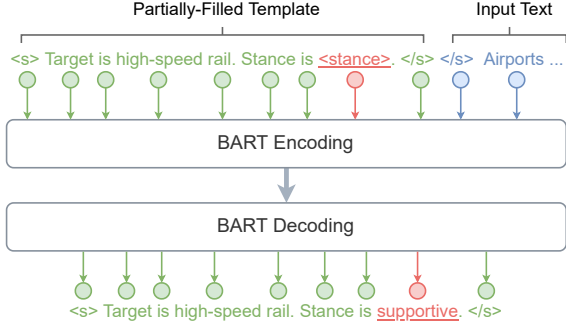 Partially-Filled Template Input Text
<s> Target is high-speed rail. Stance is <stance>. </s> </s> Airports ...
BART Encoding
BART Decoding
<s> Target is high-speed rail. Stance is supportive. </s>